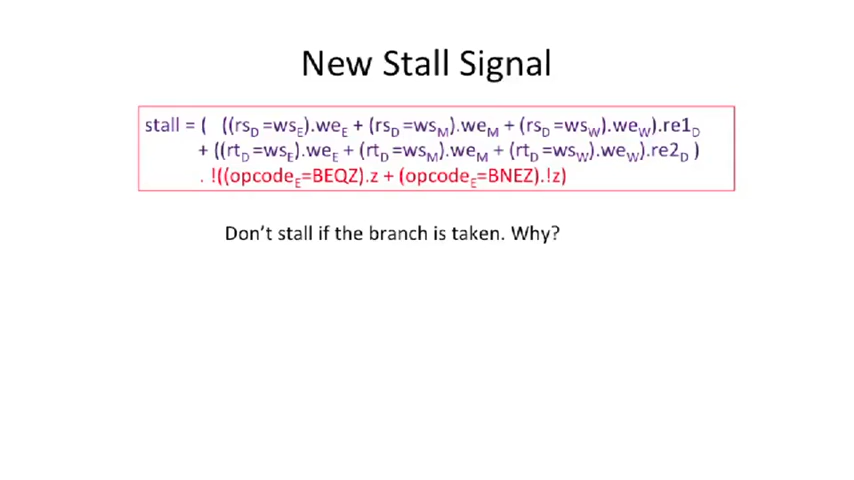 New Stall Signal
stall = ( ((rsD =wsE).weE + (rsD =wsM).weM + (rsD =wsW).weW).re1D
+ ((rtD =wsE).weE + (rtD =wsM).weM + (rtD =wsW).weW).re2D )
. !((opcodeE=BEQZ).z + (opcodeE=BNEZ).!z)
Don't stall if the branch is taken. Why?